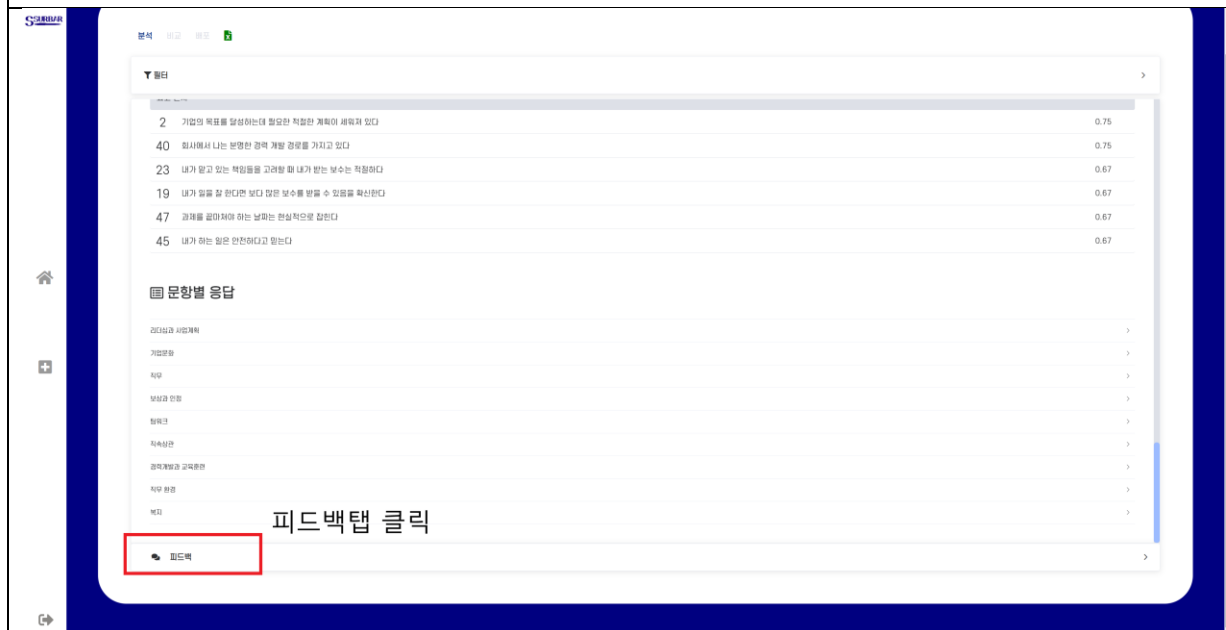 SSURBAR
분석 비교 배포
필터
2 기업의 목표를 달성하는데 필요한 적절한 계획이 세워져 있다 0.75
40 회사에서 나는 분명한 경력 개발 경로를 가지고 있다 0.75
23 내가 맡고 있는 책임들을 고려할 때 내가 받는 보수는 적절하다 0.67
19 내가 일을 잘 한다면 보다 많은 보수를 받을 수 있음을 확신한다 0.67
47 과제를 끝마쳐야 하는 날짜는 현실적으로 잡힌다 0.67
45 내가 하는 일은 안전하다고 믿는다 0.67
문항별 응답
리더십과 사업계획
기업문화
직무
보상과 인정
팀워크
직속상관
경력개발과 교육훈련
직무 환경
복지
피드백탭 클릭
피드백